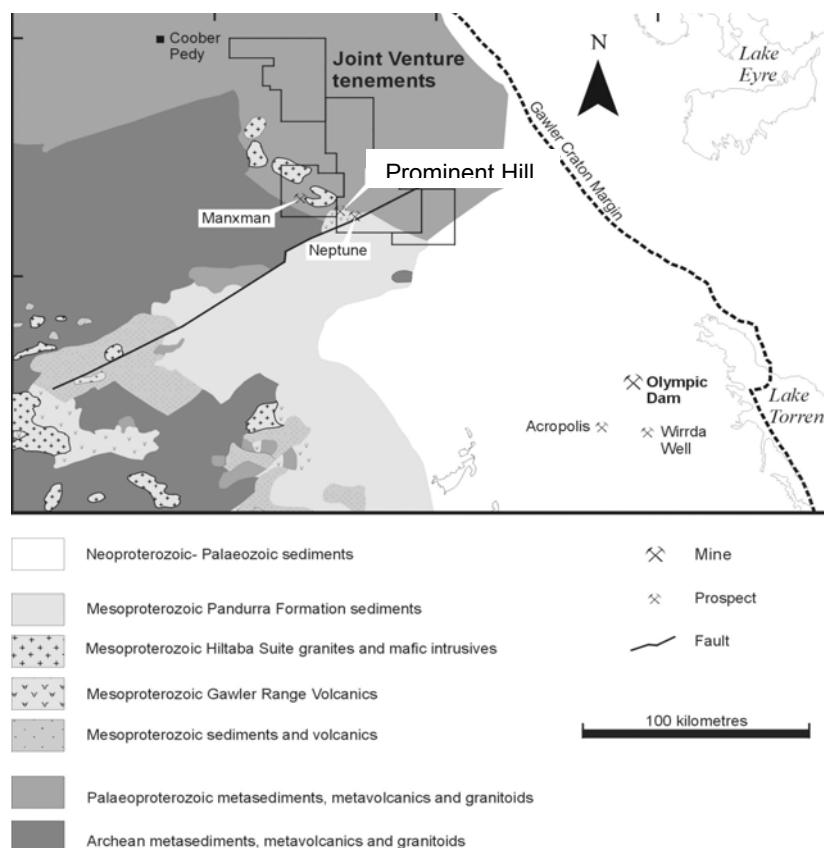 Coober
Pedy
Joint Venture
tenements
N
Lake
Eyre
Gawler Craton Margin
Prominent Hill
Manxman
Neptune
Olympic
Dam
Acropolis
Wirrda
Well
Lake
Torren
Neoproterozoic- Palaeozoic sediments
Mesoproterozoic Pandurra Formation sediments
Mesoproterozoic Hiltaba Suite granites and mafic intrusives
Mesoproterozoic Gawler Range Volcanics
Mesoproterozoic sediments and volcanics
Palaeoproterozoic metasediments, metavolcanics and granitoids
Archean metasediments, metavolcanics and granitoids
Mine
Prospect
Fault
100 kilometres